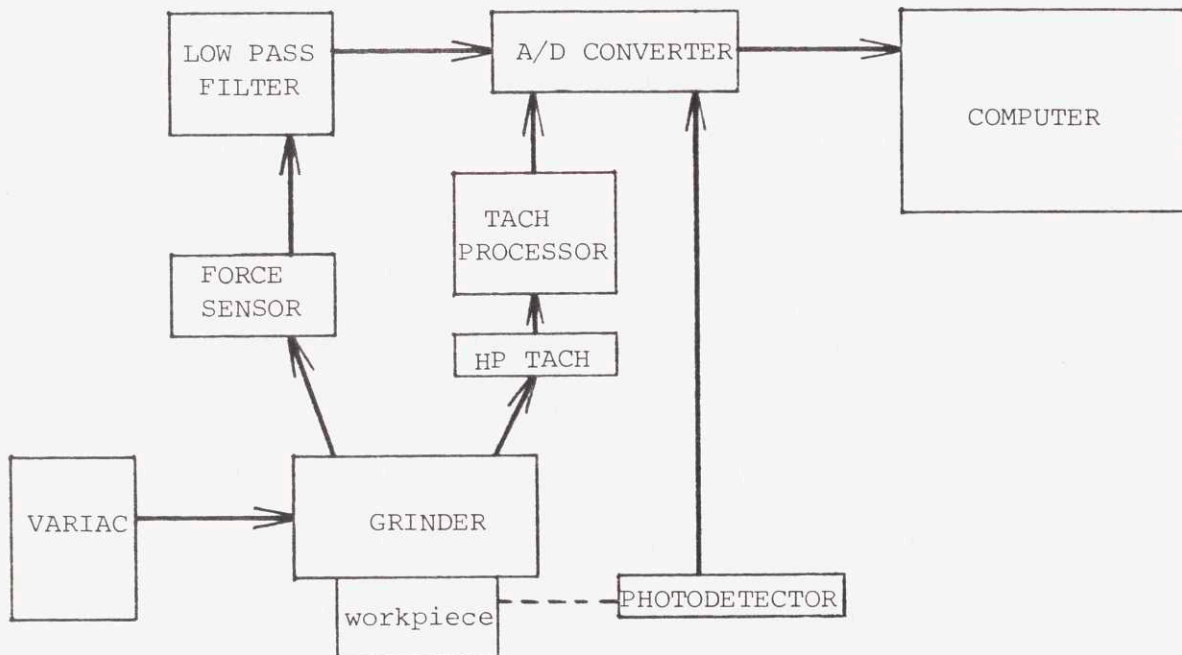 LOW PASS
FILTER
A/D CONVERTER
COMPUTER
TACH
PROCESSOR
FORCE
SENSOR
HP TACH
VARIAC
GRINDER
workpiece
PHOTODETECTOR